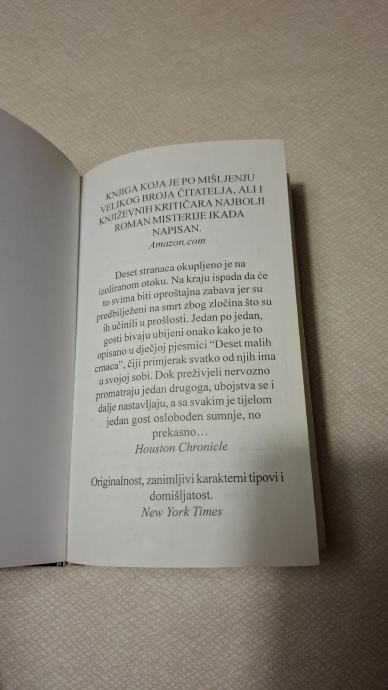 KNJIGA KOJA JE PO MIŠLJENJU
VELIKOG BROJA ČITATELJA, ALI I
KNJIŽEVNIH KRITIČARA NAJBOLJI
ROMAN MISTERIJE IKADA
NAPISAN.
Amazon.com
Deset stranaca okupljeno je na
izoliranom otoku. Na kraju ispada da će
to svima biti oproštajna zabava jer su
predbilježeni na smrt zbog zločina što su
ih učinili u prošlosti. Jedan po jedan,
gosti bivaju ubijeni onako kako je to
opisano u dječjoj pjesmici “Deset malih
crnaca”, čiji primjerak svatko od njih ima
u svojoj sobi. Dok preživjeli nervozno
promatraju jedan drugoga, ubojstva se i
dalje nastavljaju, a sa svakim je tijelom
jedan gost oslobođen sumnje, no
prekasno…
Houston Chronicle
Originalnost, zanimljivi karakterni tipovi i
domišljatost.
New York Times